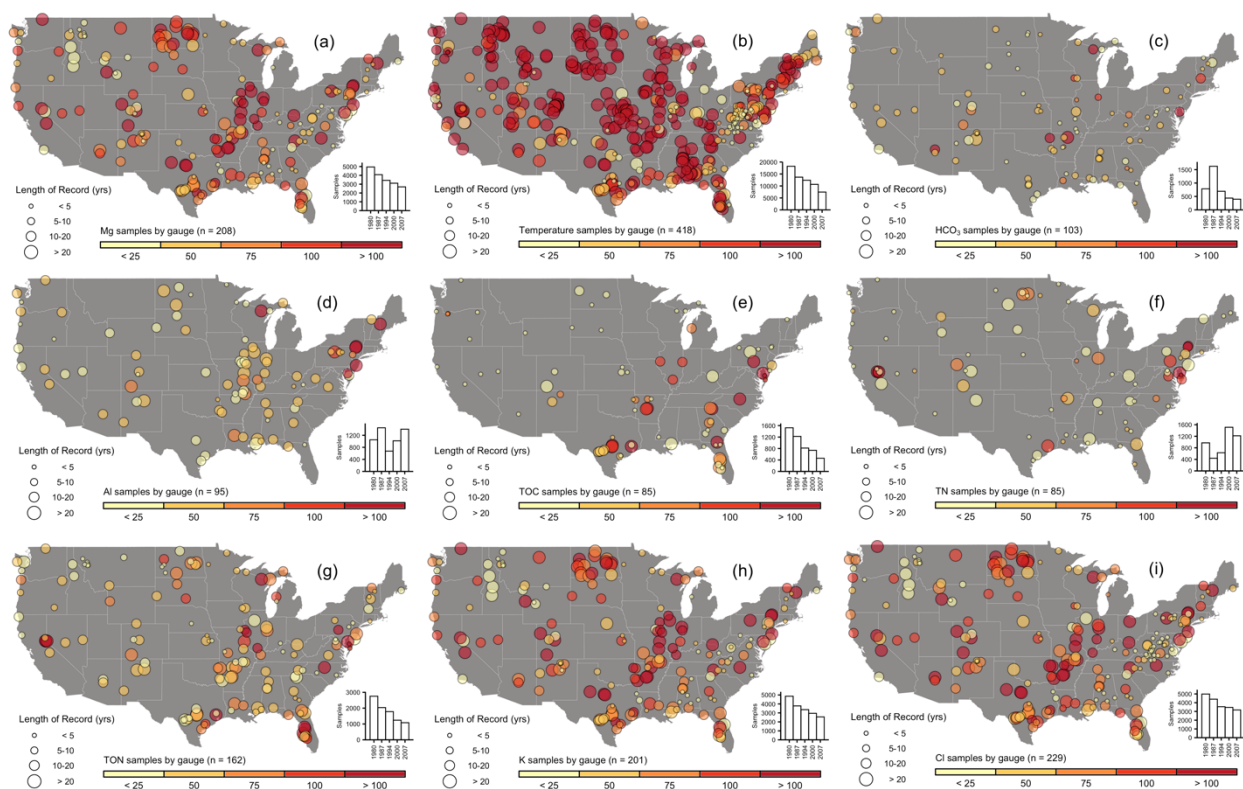 (a)
5000
4000
3000
2000
1000
0
Samples
1980
1987
1994
2000
2007
Length of Record (yrs)
< 5
5-10
10-20
> 20
Mg samples by gauge (n = 208)
< 25 50 75 100 > 100
(b)
20000
15000
10000
5000
0
Samples
1980
1987
1994
2000
2007
Length of Record (yrs)
< 5
5-10
10-20
> 20
Temperature samples by gauge (n = 418)
< 25 50 75 100 > 100
(c)
1500
1000
500
0
Samples
1980
1987
1994
2000
2007
Length of Record (yrs)
< 5
5-10
10-20
> 20
HCO₃ samples by gauge (n = 103)
< 25 50 75 100 > 100
(d)
1200
800
400
0
Samples
1980
1987
1994
2000
2007
Length of Record (yrs)
< 5
5-10
10-20
> 20
Al samples by gauge (n = 95)
< 25 50 75 100 > 100
(e)
1600
1200
800
400
0
Samples
1980
1987
1994
2000
2007
Length of Record (yrs)
< 5
5-10
10-20
> 20
TOC samples by gauge (n = 85)
< 25 50 75 100 > 100
(f)
1600
1200
800
400
0
Samples
1980
1987
1994
2000
2007
Length of Record (yrs)
< 5
5-10
10-20
> 20
TN samples by gauge (n = 85)
< 25 50 75 100 > 100
(g)
3000
2000
1000
0
Samples
1980
1987
1994
2000
2007
Length of Record (yrs)
< 5
5-10
10-20
> 20
TON samples by gauge (n = 162)
< 25 50 75 100 > 100
(h)
5000
4000
3000
2000
1000
0
Samples
1980
1987
1994
2000
2007
Length of Record (yrs)
< 5
5-10
10-20
> 20
K samples by gauge (n = 201)
< 25 50 75 100 > 100
(i)
5000
4000
3000
2000
1000
0
Samples
1980
1987
1994
2000
2007
Length of Record (yrs)
< 5
5-10
10-20
> 20
Cl samples by gauge (n = 229)
< 25 50 75 100 > 100